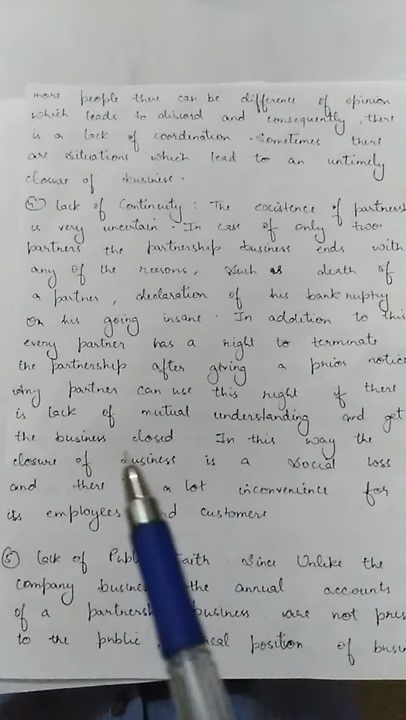 more people then can be difference of opinion
which leads to discord and consequently, there
is a lack of coordination. Sometimes there
are situations which lead to an untimely
closure of business.
④ Lack of Continuity: The existence of partners
is very uncertain. In case of only two
partners the partnership business ends with
any of the reasons, such as death of
a partner, declaration of his bankruptcy
on his going insane. In addition to this
every partner has a right to terminate
the partnership after giving a prior notice
Any partner can use this right if there
is lack of mutual understanding and get
the business closed. In this way the
closure of business is a social loss
and there a lot inconvenience for
its employees and customers
⑤ Lack of Public Faith. Since Unlike the
company business the annual accounts
of a partnership business are not
to the public, position of